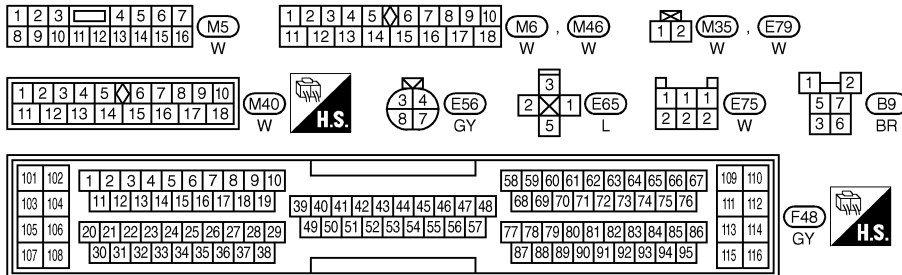 1 2 3 4 5 6 7 M5
8 9 10 11 12 13 14 15 16 W
1 2 3 4 5 6 7 8 9 10 M6 , M46
11 12 13 14 15 16 17 18 W W
1 2 M35 , E79
W W
1 2 3 4 5 6 7 8 9 10 M40
11 12 13 14 15 16 17 18 W
H.S.
3 4 E56
8 7 GY
3
2 1 E65
5 L
1 1 1 E75
2 2 2 W
1 2 B9
5 7 BR
3 6
101 102
103 104
105 106
107 108
1 2 3 4 5 6 7 8 9 10
11 12 13 14 15 16 17 18 19
20 21 22 23 24 25 26 27 28 29
30 31 32 33 34 35 36 37 38
39 40 41 42 43 44 45 46 47 48
49 50 51 52 53 54 55 56 57
58 59 60 61 62 63 64 65 66 67
68 69 70 71 72 73 74 75 76
77 78 79 80 81 82 83 84 85 86
87 88 89 90 91 92 93 94 95
109 110
111 112
113 114
115 116
F48
GY
H.S.